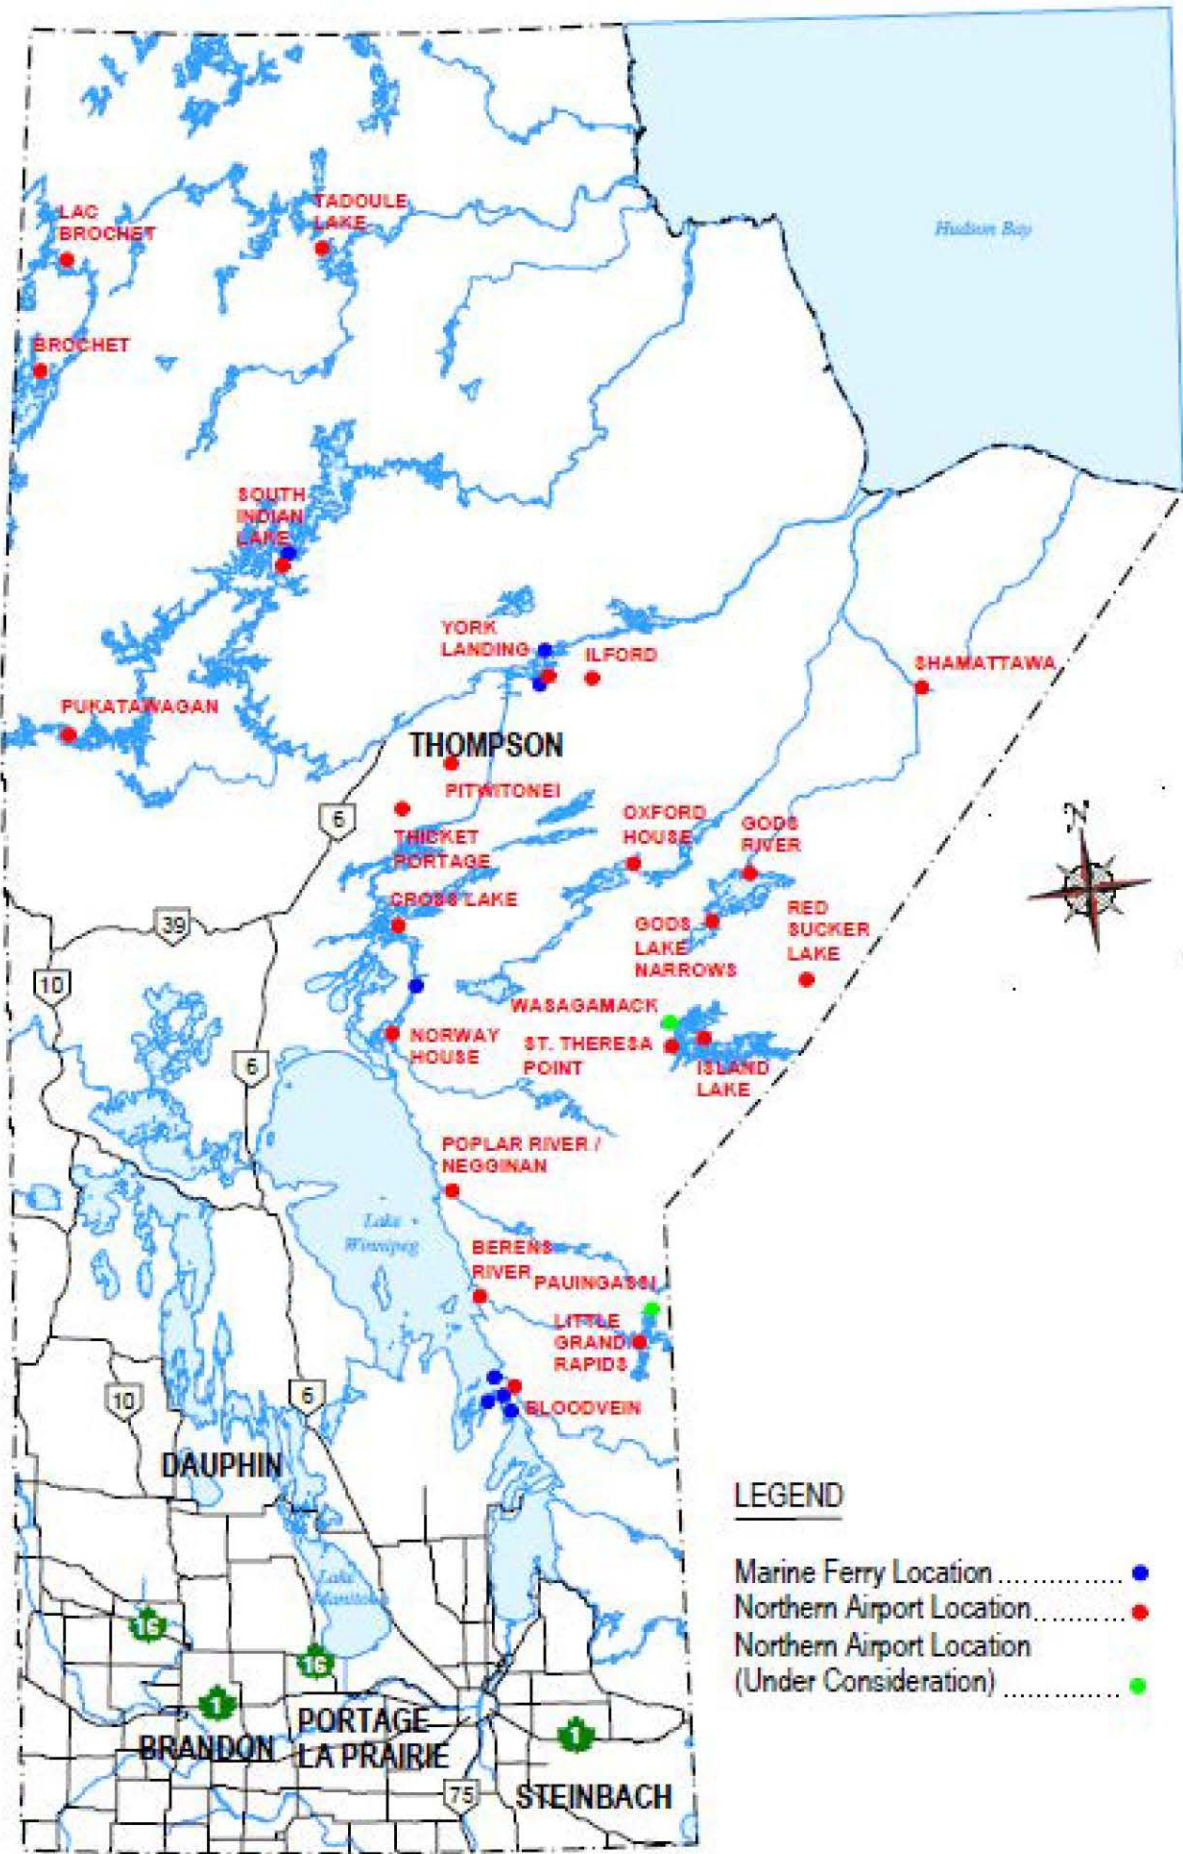 Hudson Bay
LAC
BROCHET
TADOULE
LAKE
BROCHET
SOUTH
INDIAN
LAKE
YORK
LANDING
ILFORD
SHAMATTAWA
PUKATAWAGAN
THOMPSON
PITWITONEI
6
THICKET
PORTAGE
OXFORD
HOUSE
GODS
RIVER
N
CROSS LAKE
39
GODS
LAKE
NARROWS
RED
SUCKER
LAKE
10
WASAGAMACK
NORWAY
HOUSE
ST. THERESA
POINT
ISLAND
LAKE
6
POPLAR RIVER /
NEGGINAN
Lake
Winnipeg
BERENS
RIVER
PAUINGASSI
LITTLE
GRAND
RAPIDS
10
6
BLOODVEIN
DAUPHIN
LEGEND
Marine Ferry Location ..............
Northern Airport Location ............
Northern Airport Location
(Under Consideration) .............
Lake
Manitoba
16
16
1
PORTAGE
LA PRAIRIE
BRANDON
1
75
STEINBACH